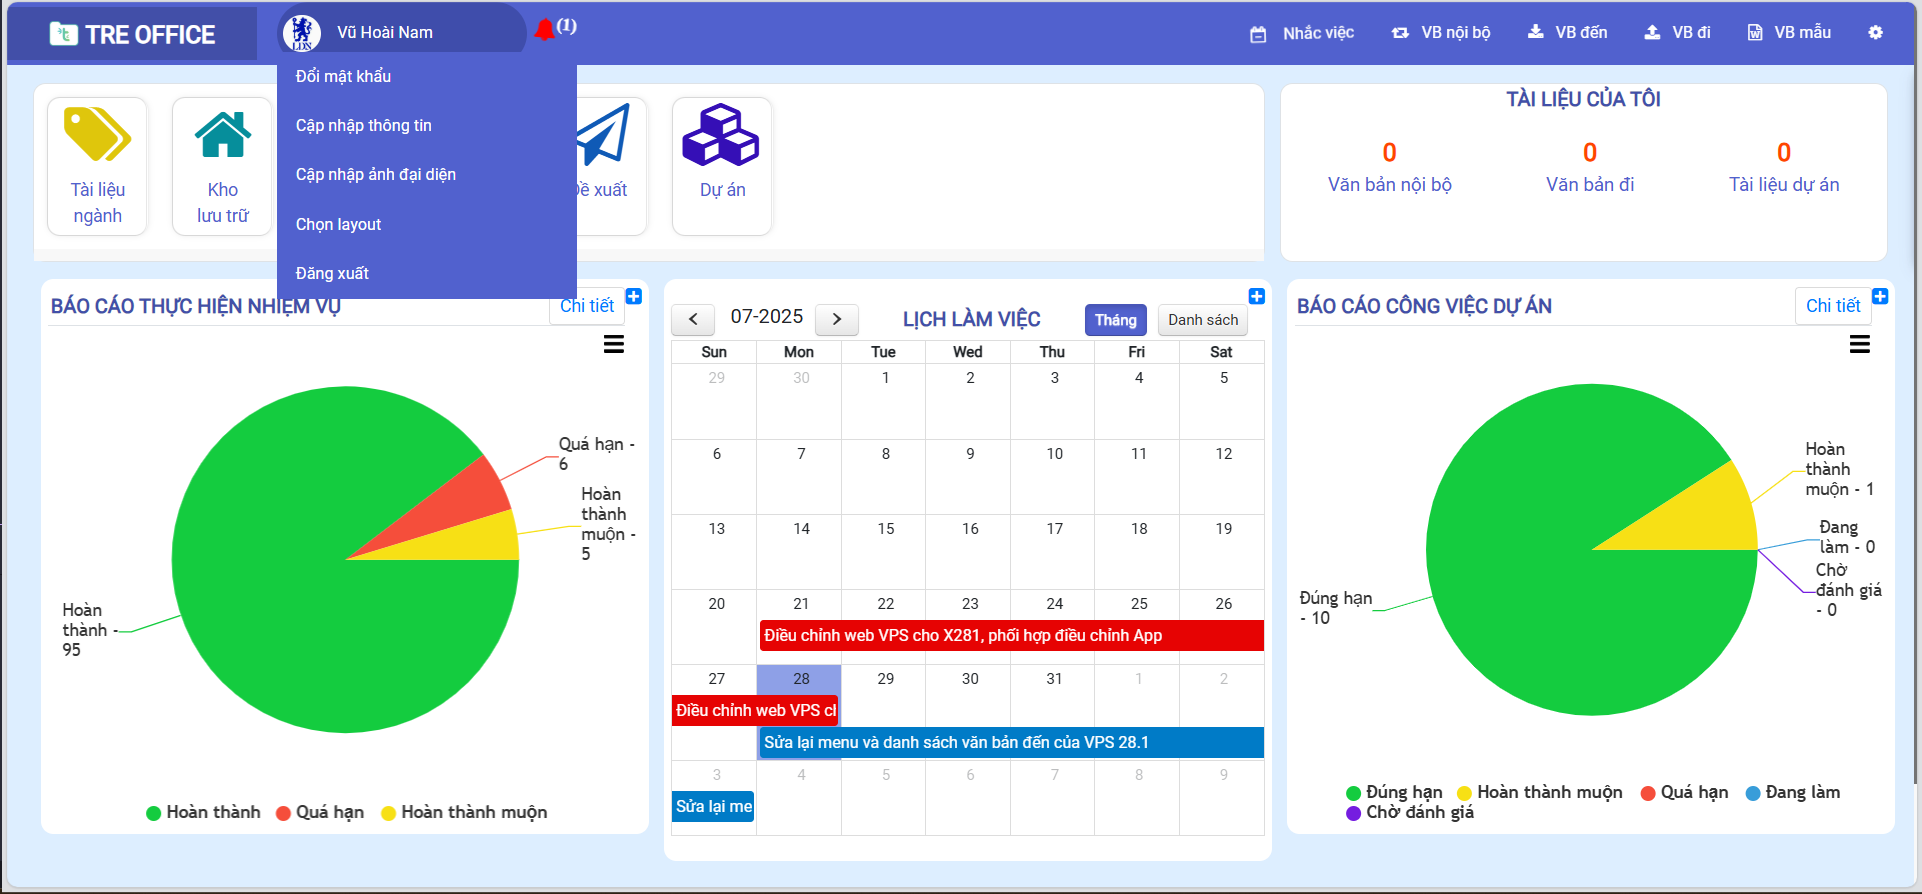 TRE OFFICE
Vũ Hoài Nam
(1)
Nhắc việc
VB nội bộ
VB đến
VB đi
VB mẫu
Đổi mật khẩu
Cập nhập thông tin
Cập nhập ảnh đại diện
Chọn layout
Đăng xuất
Tài liệu
ngành
Kho
lưu trữ
Đề xuất
Dự án
TÀI LIỆU CỦA TÔI
0
Văn bản nội bộ
0
Văn bản đi
0
Tài liệu dự án
BÁO CÁO THỰC HIỆN NHIỆM VỤ
Chi tiết
Quá hạn -
6
Hoàn
thành
muộn -
5
Hoàn
thành -
95
Hoàn thành
Quá hạn
Hoàn thành muộn
07-2025
LỊCH LÀM VIỆC
Tháng
Danh sách
Sun Mon Tue Wed Thu Fri Sat
29 30 1 2 3 4 5
6 7 8 9 10 11 12
13 14 15 16 17 18 19
20 21 22 23 24 25 26
Điều chỉnh web VPS cho X281, phối hợp điều chỉnh App
27 28 29 30 31 1 2
Điều chỉnh web VPS cl
Sửa lại menu và danh sách văn bản đến của VPS 28.1
3 4 5 6 7 8 9
Sửa lại me
BÁO CÁO CÔNG VIỆC DỰ ÁN
Chi tiết
Hoàn
thành
muộn - 1
Đang
làm - 0
Chờ
đánh giá
- 0
Đúng hạn
- 10
Đúng hạn
Hoàn thành muộn
Quá hạn
Đang làm
Chờ đánh giá